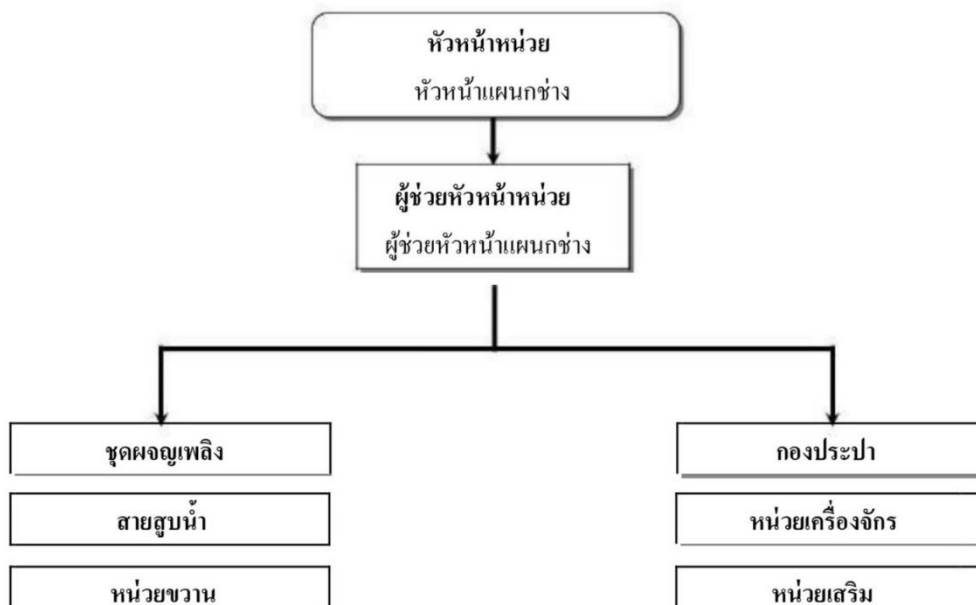 หัวหน้าหน่วย
หัวหน้าแผนกช่าง
ผู้ช่วยหัวหน้าหน่วย
ผู้ช่วยหัวหน้าแผนกช่าง
ชุดผจญเพลิง
กองประปา
สายสูบน้ำ
หน่วยเครื่องจักร
หน่วยขวาน
หน่วยเสริม